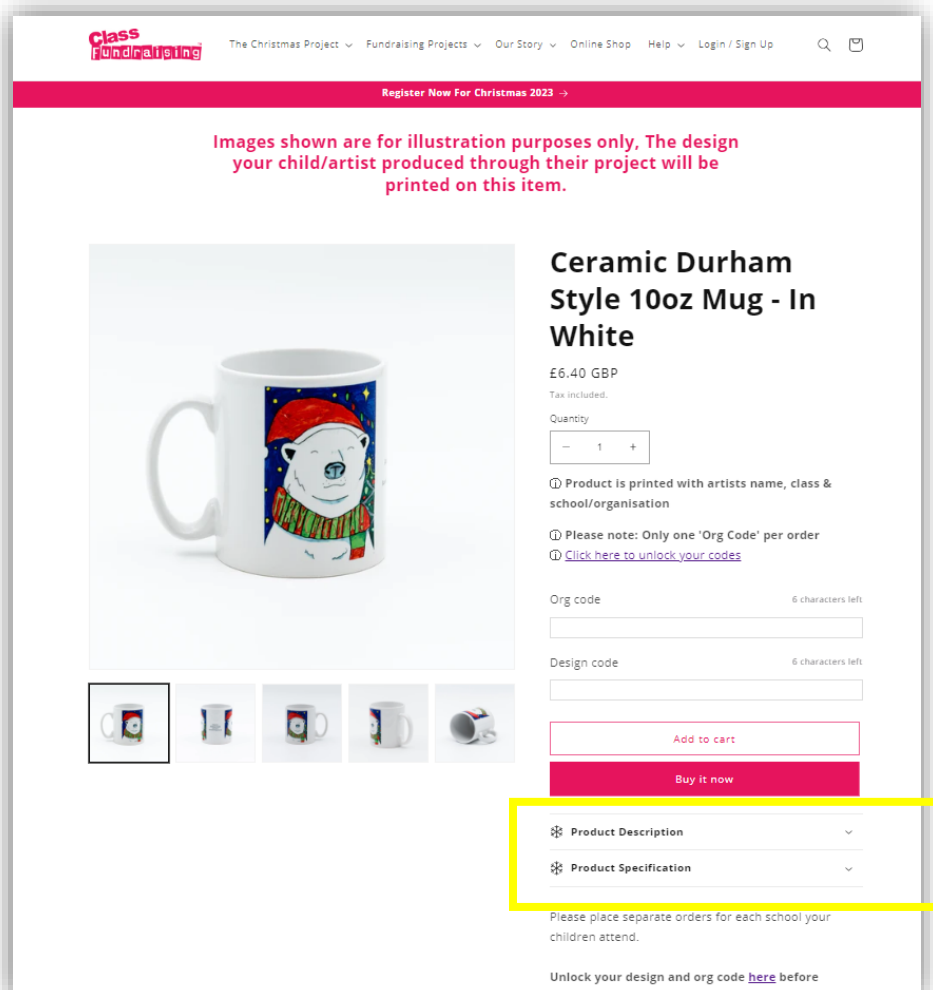 Class
Fundraising
The Christmas Project Fundraising Projects Our Story Online Shop Help Login / Sign Up
Register Now For Christmas 2023 →
Images shown are for illustration purposes only, The design
your child/artist produced through their project will be
printed on this item.
Ceramic Durham
Style 10oz Mug - In
White
£6.40 GBP
Tax included.
Quantity
− 1 +
Product is printed with artists name, class &
school/organisation
Please note: Only one 'Org Code' per order
Click here to unlock your codes
Org code 6 characters left
Design code 6 characters left
Add to cart
Buy it now
Product Description
Product Specification
Please place separate orders for each school your
children attend.
Unlock your design and org code here before